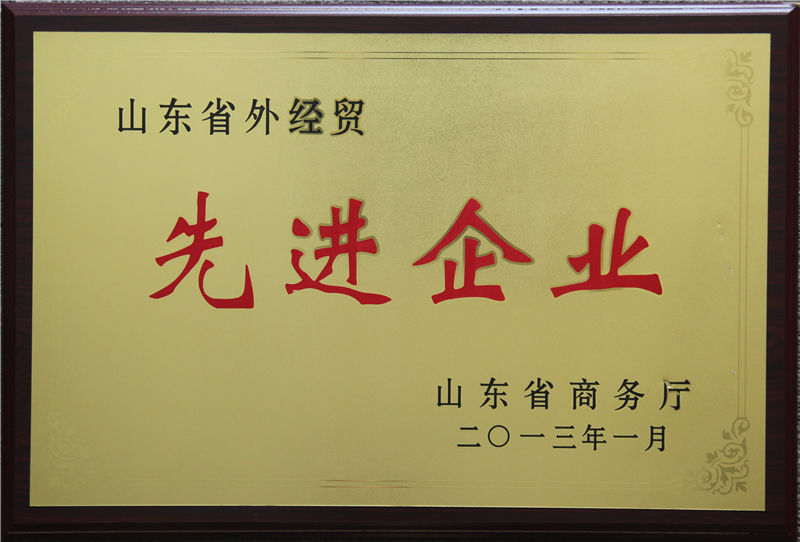 山东省外经贸
先进企业
山东省商务厅
二〇一三年一月